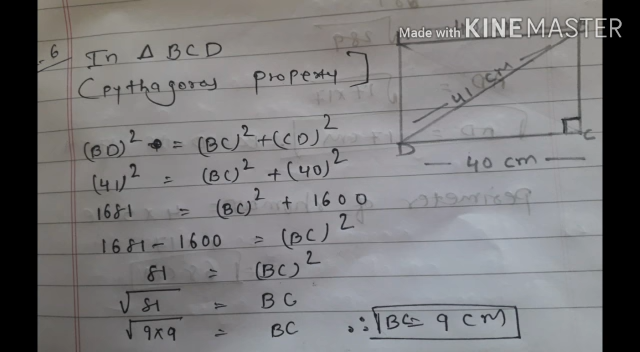 Made with KINEMASTER
6 In Δ BCD
(pythagoras property]
41 cm
D
C
40 cm
(BD)² = (BC)² + (CD)²
(41)² = (BC)² + (40)²
1681 = (BC)² + 1600
1681 - 1600 = (BC)²
81 = (BC)²
√81 = BC
√9×9 = BC ∴ BC = 9 cm